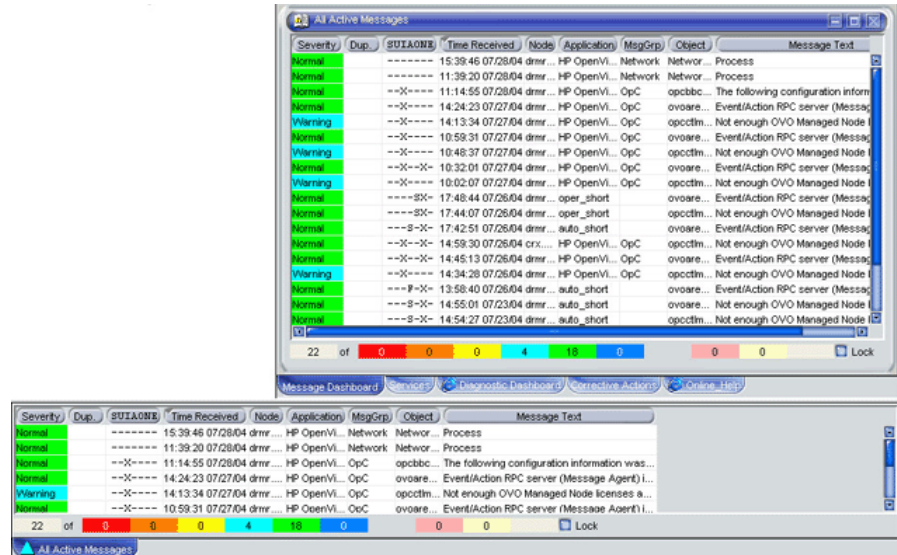 All Active Messages
Severity Dup. SUIAONE Time Received Node Application MsgGrp Object Message Text
Normal ------- 15:39:46 07/28/04 drmr... HP OpenVi... Network Networ... Process
Normal ------- 11:39:20 07/28/04 drmr... HP OpenVi... Network Networ... Process
Normal --X---- 11:14:55 07/28/04 drmr... HP OpenVi... OpC opcbbc... The following configuration inform
Normal --X---- 14:24:23 07/27/04 drmr... HP OpenVi... OpC ovoare... Event/Action RPC server (Messag
Warning --X---- 14:13:34 07/27/04 drmr... HP OpenVi... OpC opcctlm... Not enough OVO Managed Node l
Normal --X---- 10:59:31 07/27/04 drmr... HP OpenVi... OpC ovoare... Event/Action RPC server (Messag
Warning --X---- 10:48:37 07/27/04 drmr... HP OpenVi... OpC opcctlm... Not enough OVO Managed Node l
Normal --X--X- 10:32:01 07/27/04 drmr... HP OpenVi... OpC ovoare... Event/Action RPC server (Messag
Warning --X---- 10:02:07 07/27/04 drmr... HP OpenVi... OpC opcctlm... Not enough OVO Managed Node l
Normal ----SX- 17:48:44 07/26/04 drmr... oper_short ovoare... Event/Action RPC server (Messag
Normal ----SX- 17:44:07 07/26/04 drmr... oper_short opcctlm... Not enough OVO Managed Node l
Normal ---S-X- 17:42:51 07/26/04 drmr... auto_short ovoare... Event/Action RPC server (Messag
Normal --X--X- 14:59:30 07/26/04 crx.... HP OpenVi... OpC opcctlm... Not enough OVO Managed Node l
Normal --X--X- 14:45:13 07/26/04 drmr... HP OpenVi... OpC ovoare... Event/Action RPC server (Messag
Warning --X---- 14:34:28 07/26/04 drmr... HP OpenVi... OpC opcctlm... Not enough OVO Managed Node l
Normal ---F-X- 13:58:40 07/26/04 drmr... auto_short ovoare... Event/Action RPC server (Messag
Normal ---S-X- 14:55:01 07/23/04 drmr... auto_short ovoare... Not enough OVO Managed Node l
Normal ---S-X- 14:54:27 07/23/04 drmr... auto_short opcctlm... Not enough OVO Managed Node l
22 of 0 0 0 4 18 0 0 0 Lock
Message Dashboard Services Diagnostic Dashboard Corrective Actions Online_Help
Severity Dup... SUIAONE Time Received Node Application MsgGrp Object Message Text
Normal ------- 15:39:46 07/28/04 drmr.... HP OpenVi... Network Networ... Process
Normal ------- 11:39:20 07/28/04 drmr.... HP OpenVi... Network Networ... Process
Normal --X---- 11:14:55 07/28/04 drmr.... HP OpenVi... OpC opcbbc... The following configuration information was...
Normal --X---- 14:24:23 07/27/04 drmr.... HP OpenVi... OpC ovoare... Event/Action RPC server (Message Agent) i...
Warning --X---- 14:13:34 07/27/04 drmr.... HP OpenVi... OpC opcctlm... Not enough OVO Managed Node licenses a...
Normal --X---- 10:59:31 07/27/04 drmr.... HP OpenVi... OpC ovoare... Event/Action RPC server (Message Agent) i...
22 of 0 0 0 4 18 0 0 0 Lock
All Active Messages